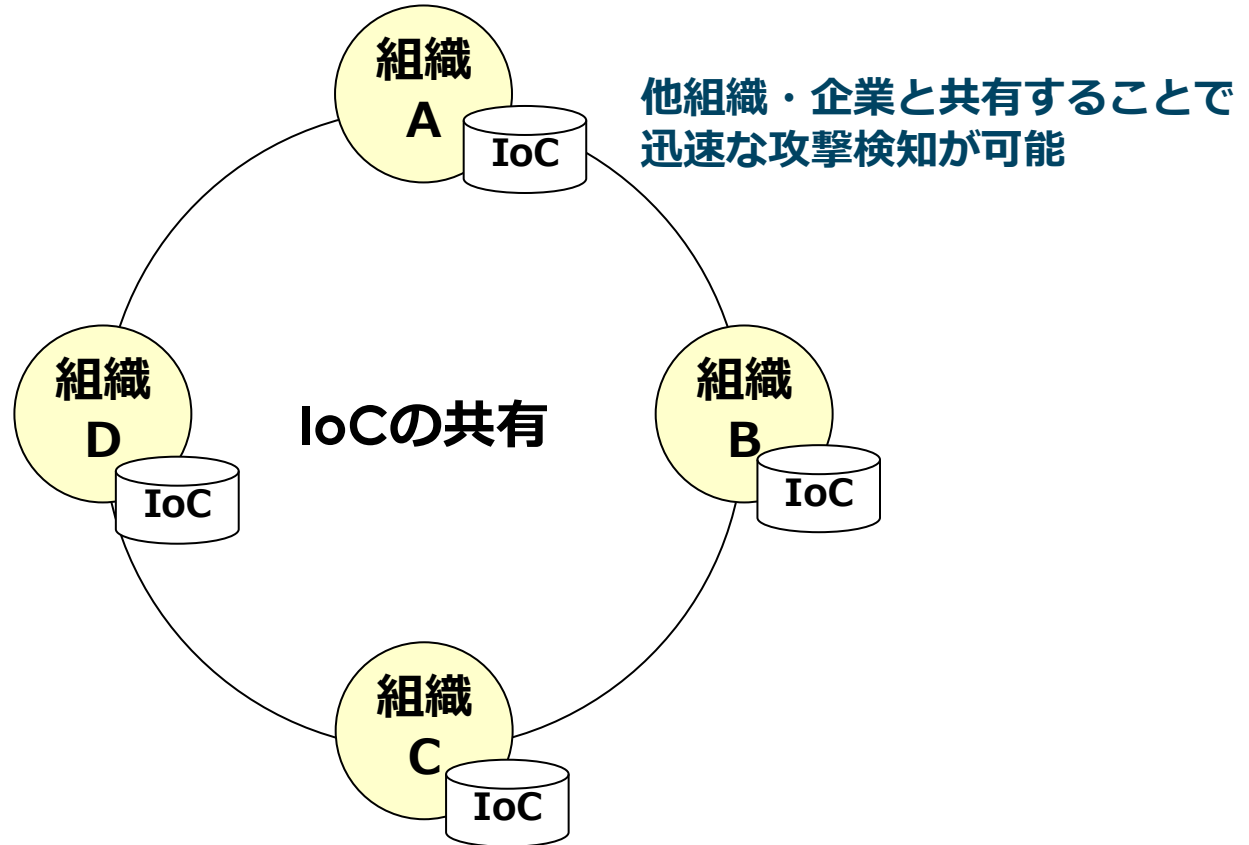 組織
A
IoC
他組織・企業と共有することで
迅速な攻撃検知が可能
組織
D
IoC
IoCの共有
組織
B
IoC
組織
C
IoC